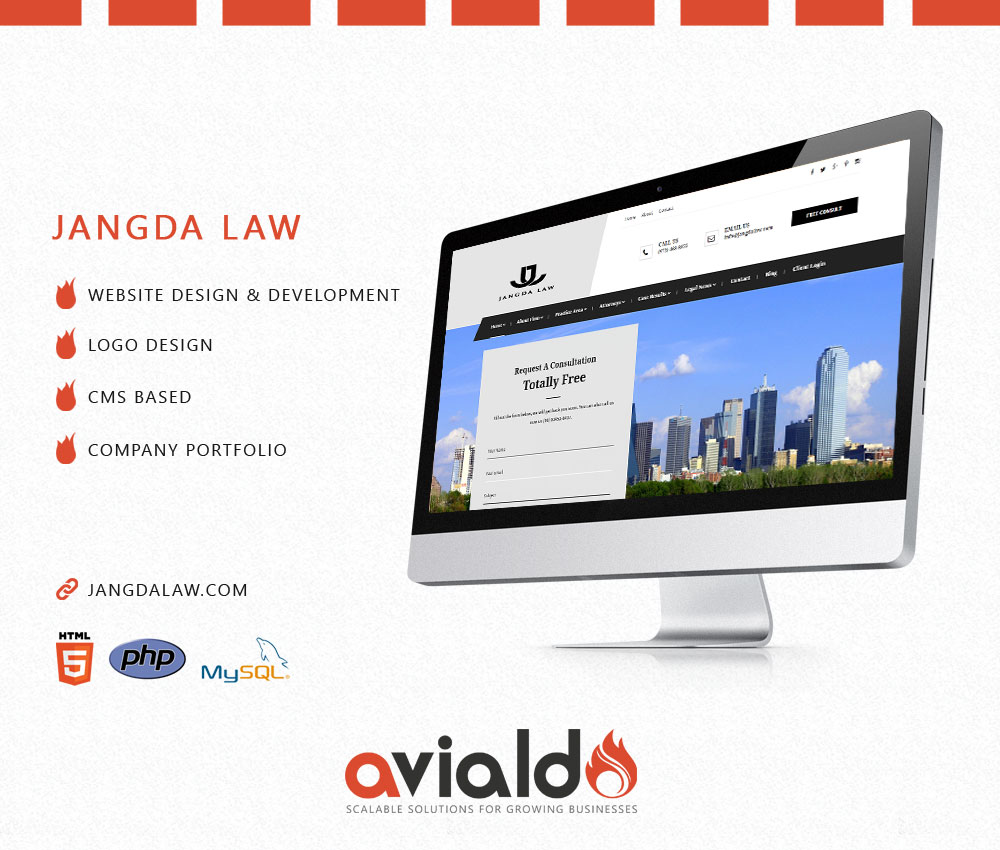 JANGDA LAW
WEBSITE DESIGN & DEVELOPMENT
LOGO DESIGN
CMS BASED
COMPANY PORTFOLIO
JANGDALAW.COM
HTML
5
php
MySQL
Home About Contact
CALL US
EMAIL US
info@jangdalaw.com
FREE CONSULT
JANGDA LAW
Home | About Firm | Practice Area | Attorneys | Case Results | Legal News | Contact | Blog | Client Login
Request A Consultation
Totally Free
Your Name
Your Email
Subject
avialdo
SCALABLE SOLUTIONS FOR GROWING BUSINESSES